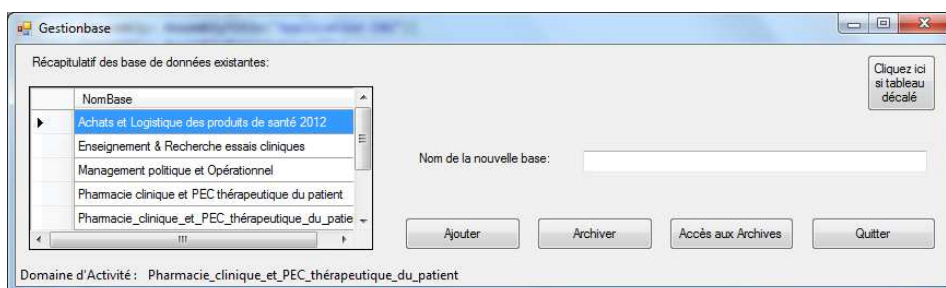 Gestionbase
Récapitulatif des base de données existantes:
Cliquez ici
si tableau
décalé
NomBase
Achats et Logistique des produits de santé 2012
Enseignement & Recherche essais cliniques
Management politique et Opérationnel
Pharmacie clinique et PEC thérapeutique du patient
Pharmacie_clinique_et_PEC_thérapeutique_du_patie
Nom de la nouvelle base:
Ajouter
Archiver
Accès aux Archives
Quitter
Domaine d'Activité : Pharmacie_clinique_et_PEC_thérapeutique_du_patient